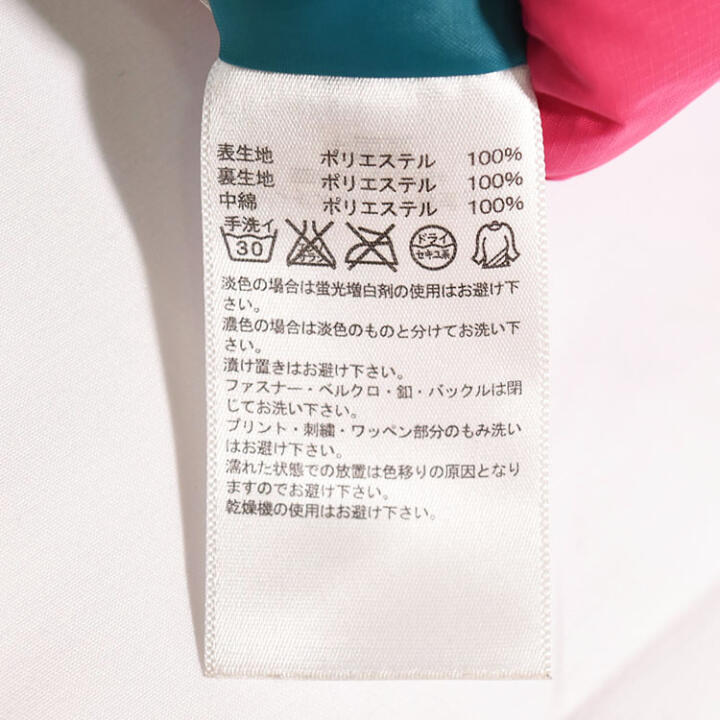 表生地 ポリエステル 100%
裏生地 ポリエステル 100%
中綿 ポリエステル 100%
手洗イ
30
エンソ
サラシ
ドライ
セキユ系
淡色の場合は蛍光増白剤の使用はお避け下
さい。
濃色の場合は淡色のものと分けてお洗い下
さい。
漬け置きはお避け下さい。
ファスナー・ベルクロ・釦・バックルは閉
じてお洗い下さい。
プリント・刺繍・ワッペン部分のもみ洗い
はお避け下さい。
濡れた状態での放置は色移りの原因となり
ますのでお避け下さい。
乾燥機の使用はお避け下さい。